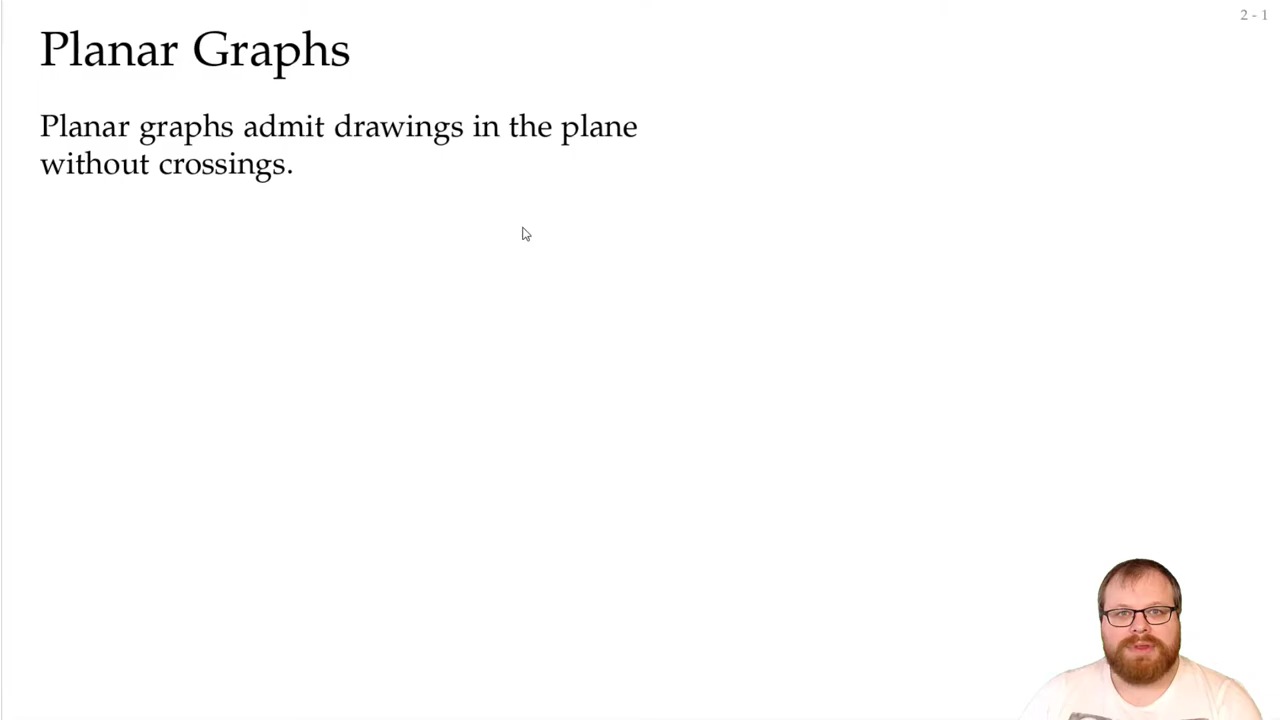 2 - 1
Planar Graphs
Planar graphs admit drawings in the plane
without crossings.